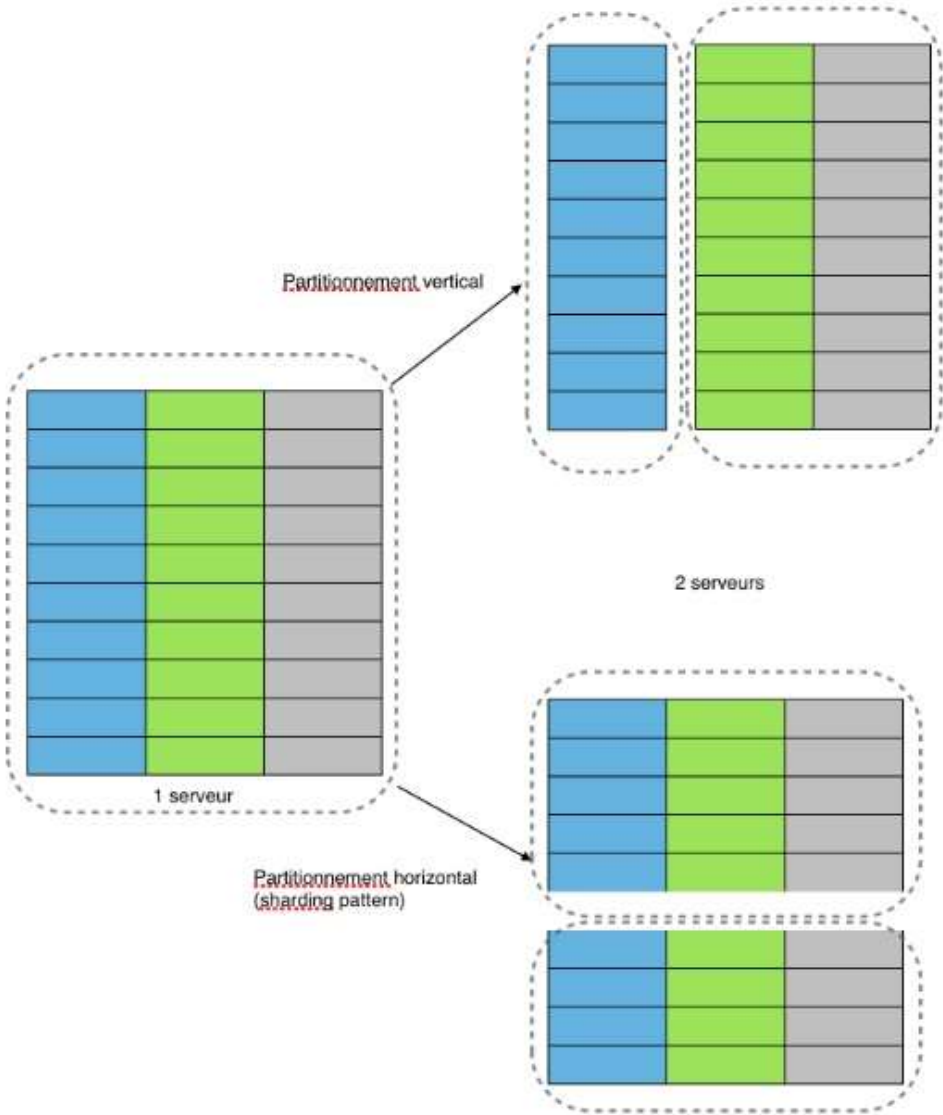 Partitionnement vertical
2 serveurs
1 serveur
Partitionnement horizontal
(sharding pattern)